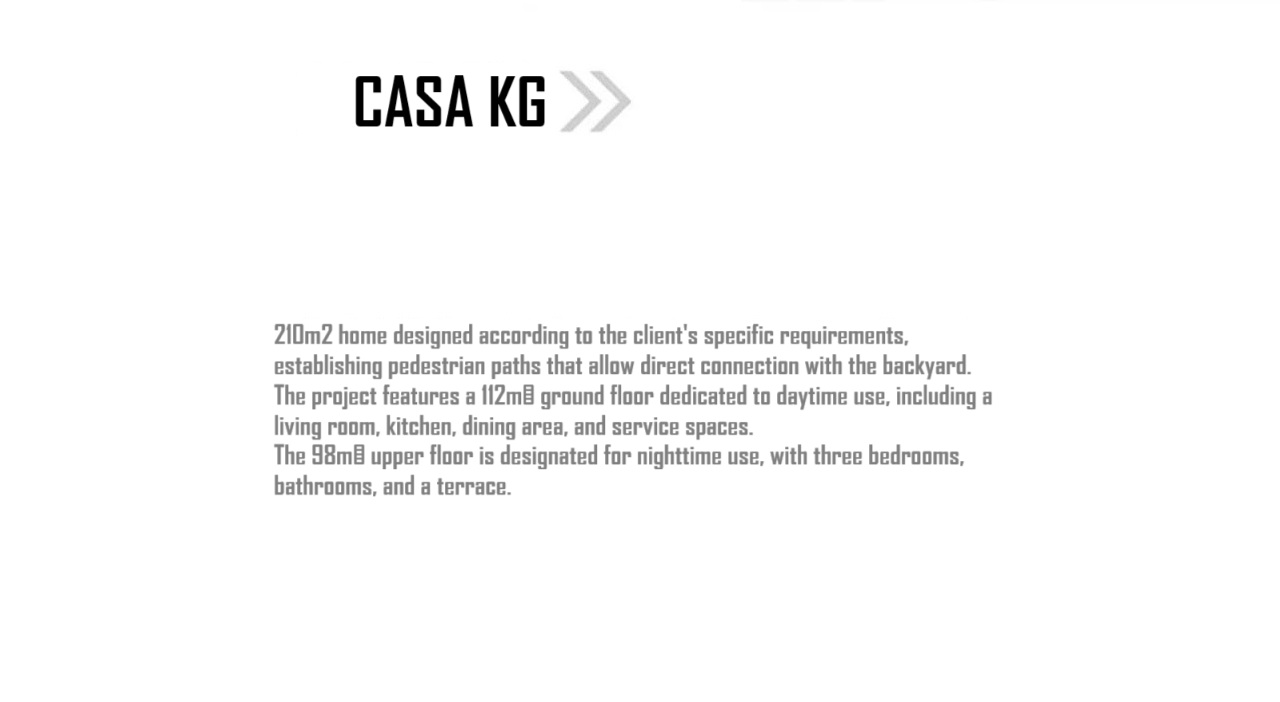 CASA KG
210m2 home designed according to the client's specific requirements,
establishing pedestrian paths that allow direct connection with the backyard.
The project features a 112m▯ ground floor dedicated to daytime use, including a
living room, kitchen, dining area, and service spaces.
The 98m▯ upper floor is designated for nighttime use, with three bedrooms,
bathrooms, and a terrace.